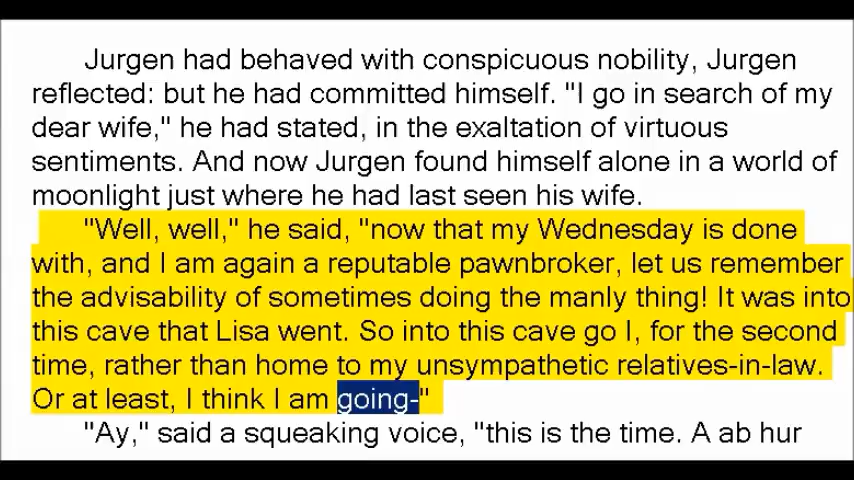 Jurgen had behaved with conspicuous nobility, Jurgen
reflected: but he had committed himself. "I go in search of my
dear wife," he had stated, in the exaltation of virtuous
sentiments. And now Jurgen found himself alone in a world of
moonlight just where he had last seen his wife.
"Well, well," he said, "now that my Wednesday is done
with, and I am again a reputable pawnbroker, let us remember
the advisability of sometimes doing the manly thing! It was into
this cave that Lisa went. So into this cave go I, for the second
time, rather than home to my unsympathetic relatives-in-law.
Or at least, I think I am going-"
"Ay," said a squeaking voice, "this is the time. A ab hur